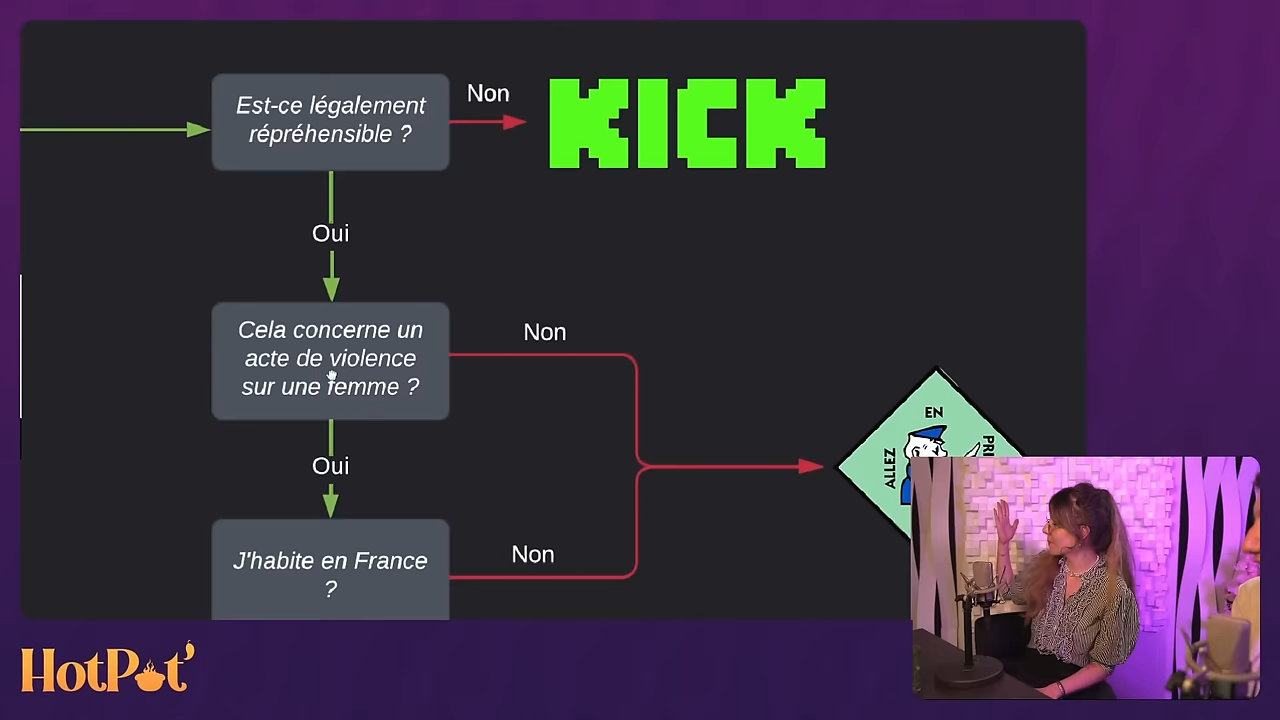 Est-ce légalement
répréhensible ?
Non
KICK
Oui
Cela concerne un
acte de violence
sur une femme ?
Non
EN
ALLEZ
Oui
J'habite en France
?
Non
HotPot'